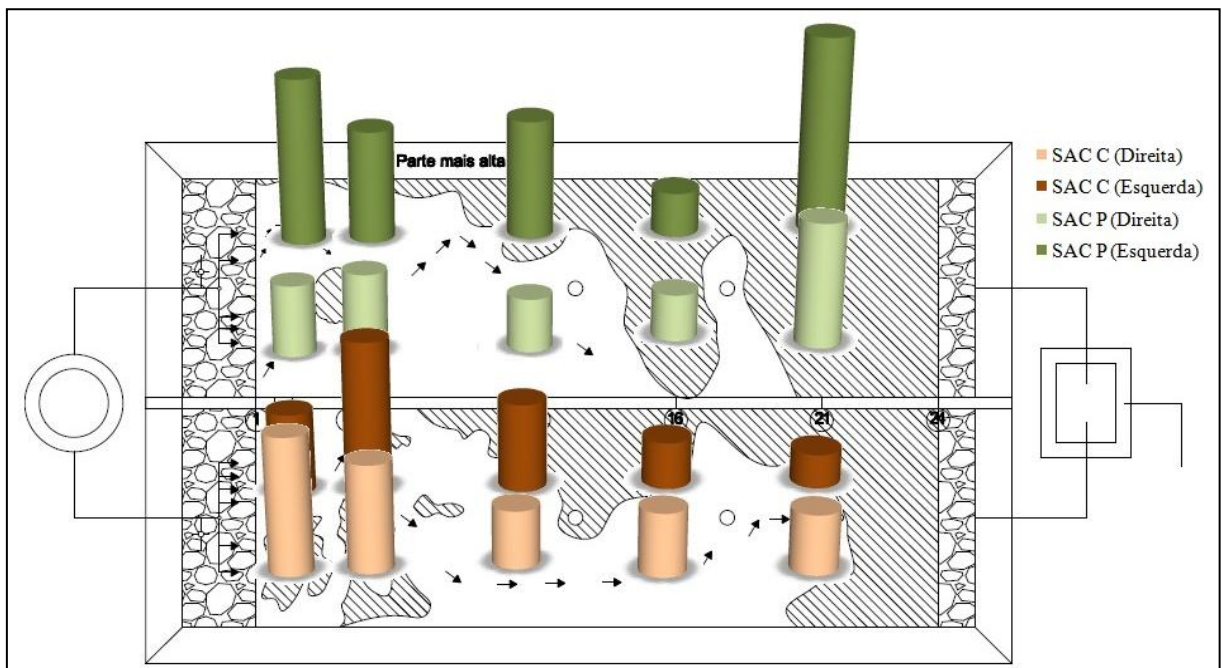 Parte mais alta
SAC C (Direita)
SAC C (Esquerda)
SAC P (Direita)
SAC P (Esquerda)
1
16
21
24